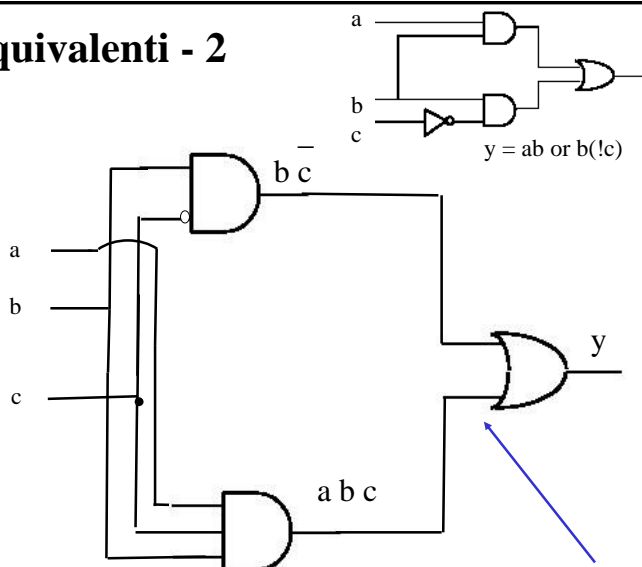 quivalenti - 2
a
b
c
y = ab or b(!c)
b c̅
a
b
c
y
a b c